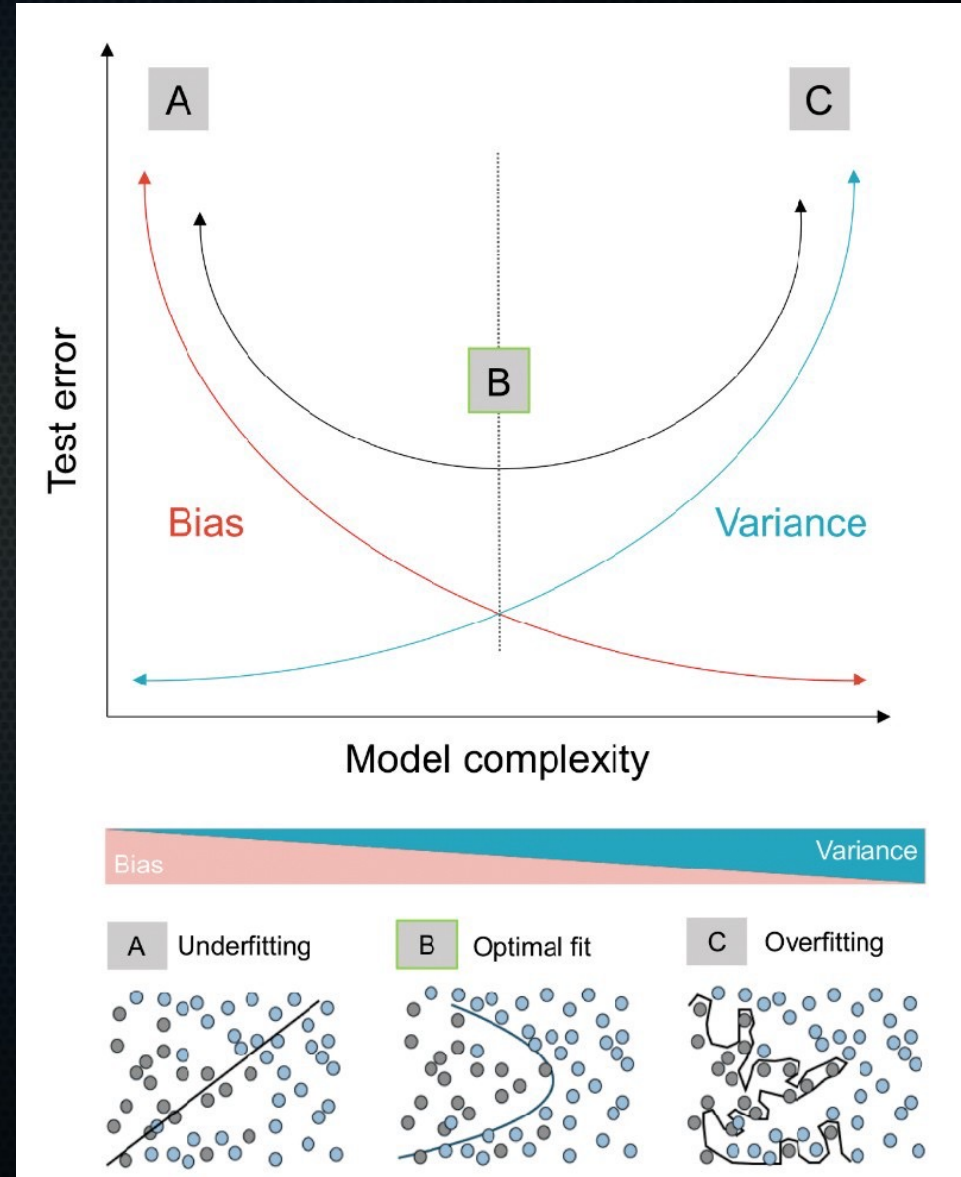 A
C
B
Test error
Bias
Variance
Model complexity
Bias
Variance
A Underfitting
B Optimal fit
C Overfitting